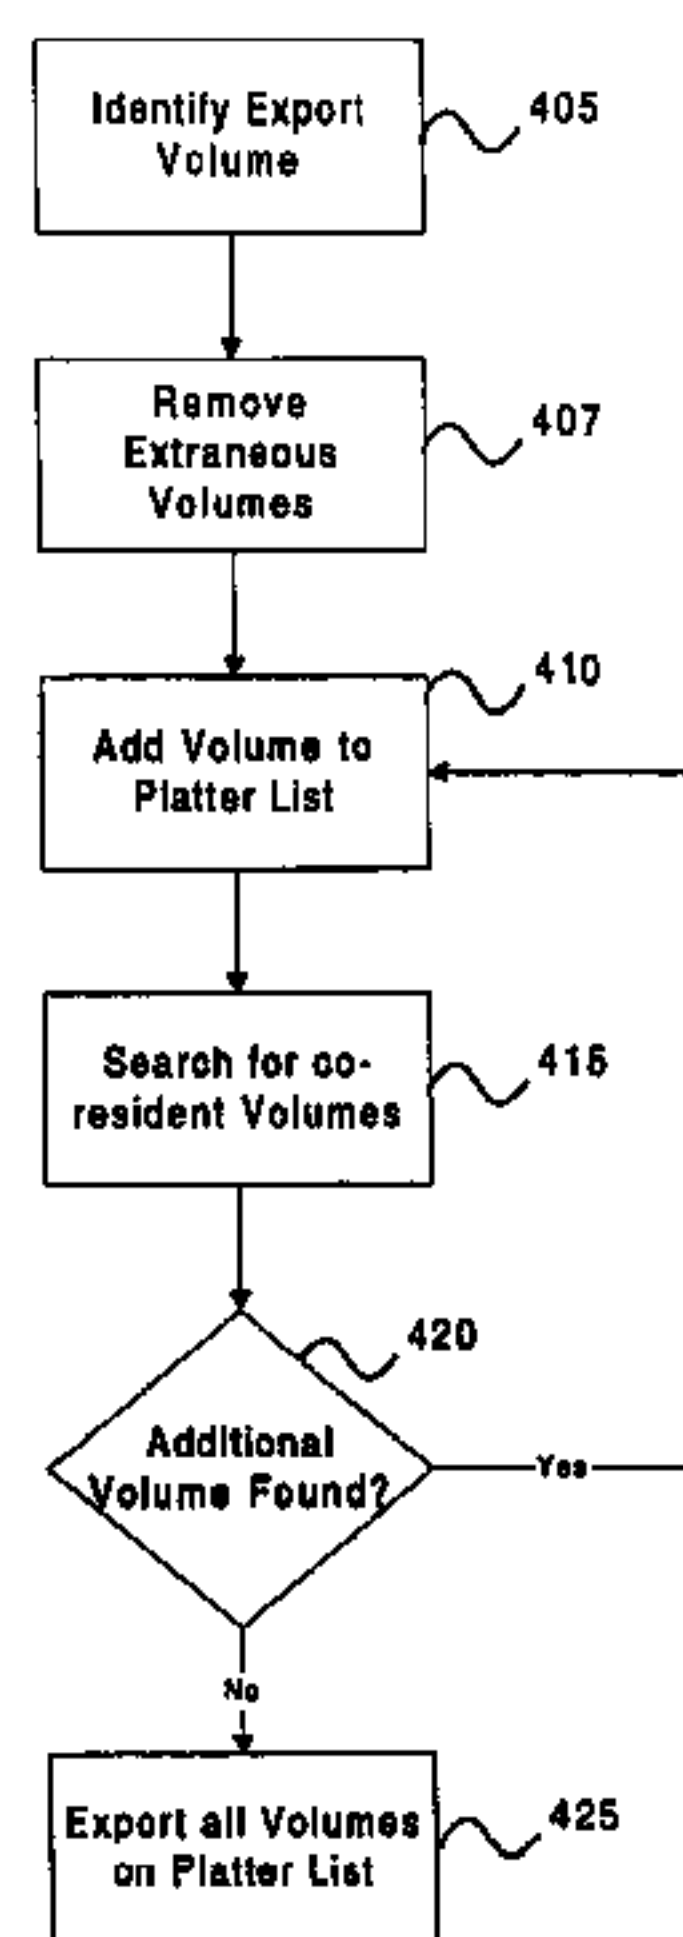 Identify Export
Volume
405
Remove
Extraneous
Volumes
407
410
Add Volume to
Platter List
Search for co-
resident Volumes
415
420
Additional
Volume Found?
Yes
No
Export all Volumes
on Platter List
425